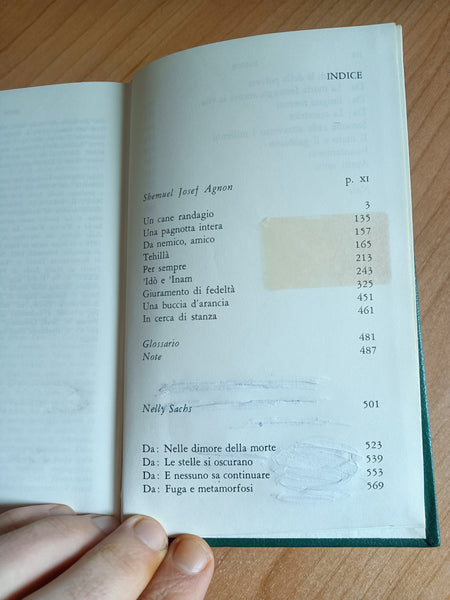 INDICE
Shemuel Josef Agnon p. XI
Un cane randagio 3
Una pagnotta intera 135
Da nemico, amico 157
Tehillà 165
Per sempre 213
'Idò e 'Inam 243
Giuramento di fedeltà 325
Una buccia d'arancia 451
In cerca di stanza 461
Glossario 481
Note 487
Nelly Sachs 501
Da: Nelle dimore della morte 523
Da: Le stelle si oscurano 539
Da: E nessuno sa continuare 553
Da: Fuga e metamorfosi 569